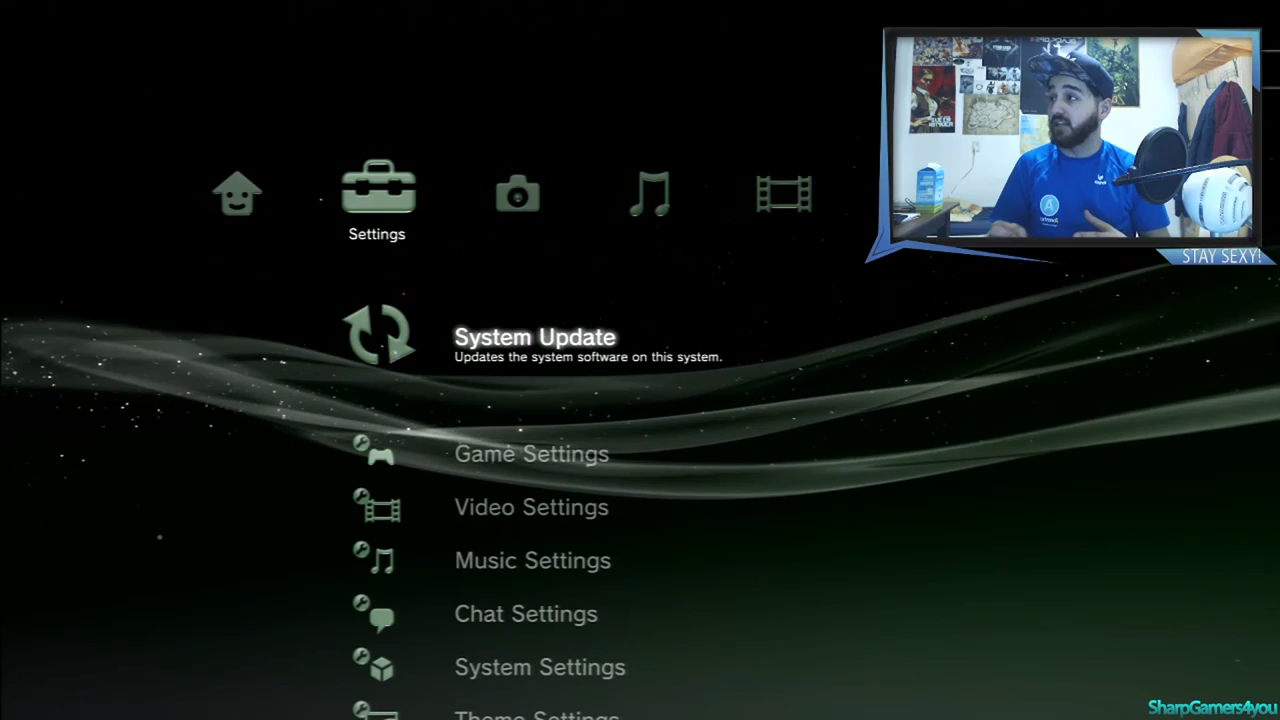 STAY SEXY!
Settings
System Update
Updates the system software on this system.
Game Settings
Video Settings
Music Settings
Chat Settings
System Settings
Theme Settings
SharpGamers4you